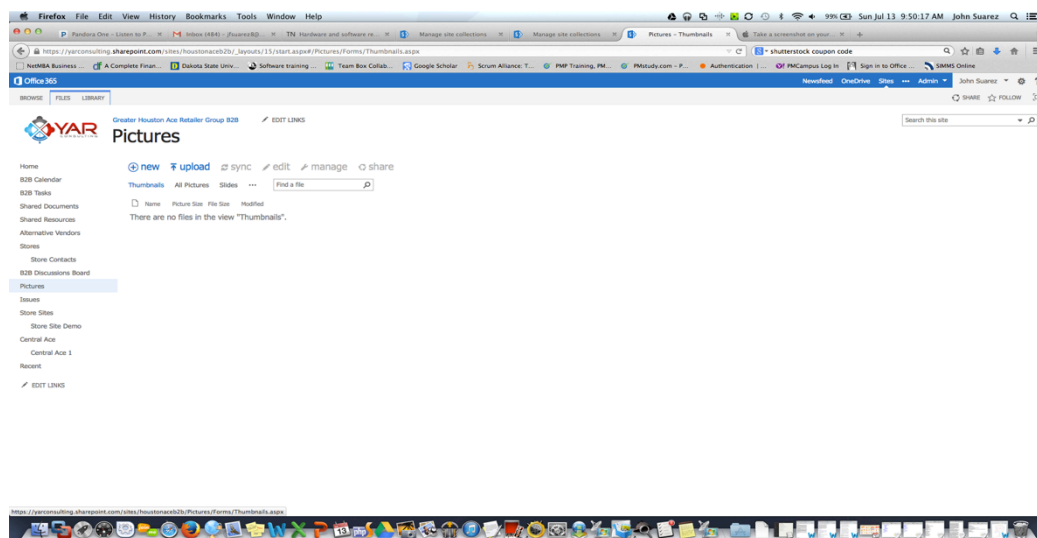 Firefox File Edit View History Bookmarks Tools Window Help 99% Sun Jul 13 9:50:17 AM John Suarez
Pandora One - Listen to P... Inbox (484) - TN Hardware and software re... Manage site collections Manage site collections Pictures - Thumbnails Take a screenshot on your...
https://yarconsulting.sharepoint.com/sites/houstonaceb2b/_layouts/15/start.aspx#/Pictures/Forms/Thumbnails.aspx shutterstock coupon code
NetMBA Business ... A Complete Finan... Dakota State Univ... Software training ... Team Box Collab... Google Scholar Scrum Alliance: T... PMP Training, PM... PMstudy.com - P... Authentication | ... PMCampus Log In Sign in to Office ... SIMMS Online
Office 365 Newsfeed OneDrive Sites ... Admin John Suarez
BROWSE FILES LIBRARY SHARE FOLLOW
YAR
CONSULTING
Greater Houston Ace Retailer Group B2B EDIT LINKS Search this site
Pictures
Home
B2B Calendar
B2B Tasks
Shared Documents
Shared Resources
Alternative Vendors
Stores
Store Contacts
B2B Discussions Board
Pictures
Issues
Store Sites
Store Site Demo
Central Ace
Central Ace 1
Recent
EDIT LINKS
new upload sync edit manage share
Thumbnails All Pictures Slides ... Find a file
Name Picture Size File Size Modified
There are no files in the view "Thumbnails".
https://yarconsulting.sharepoint.com/sites/houstonaceb2b/Pictures/Forms/Thumbnails.aspx